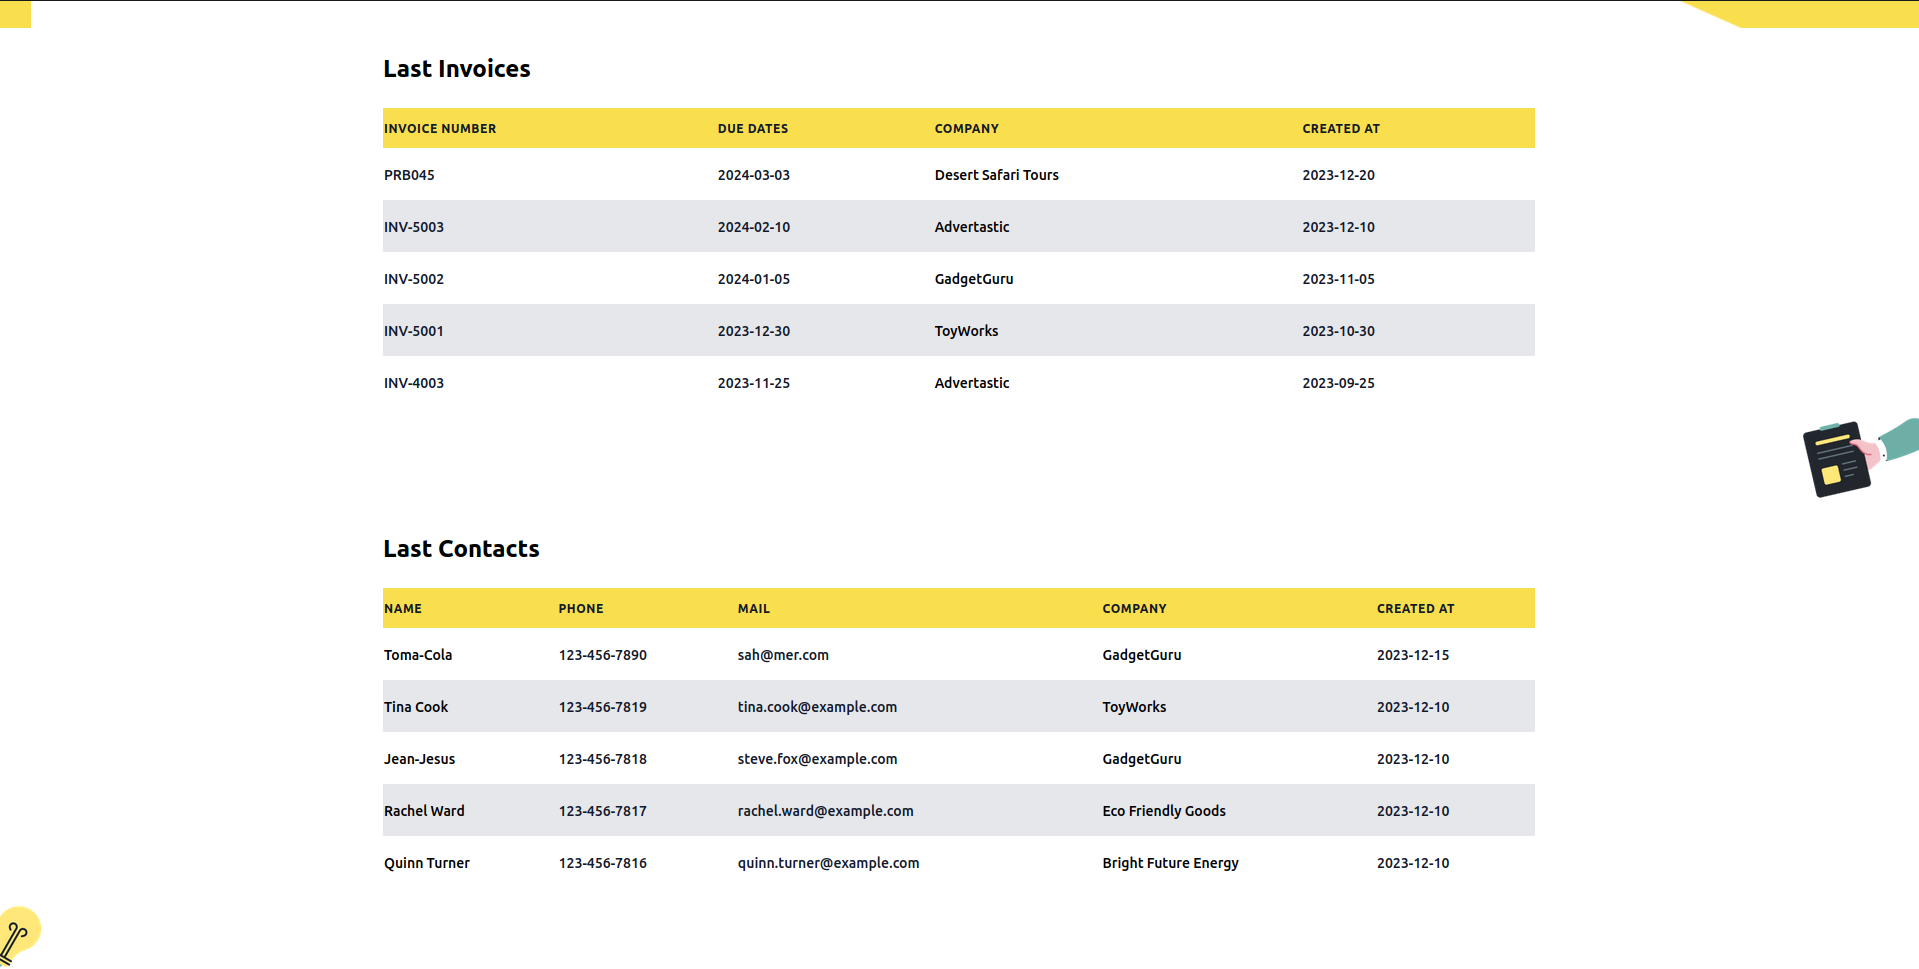 Last Invoices
INVOICE NUMBER DUE DATES COMPANY CREATED AT
PRB045 2024-03-03 Desert Safari Tours 2023-12-20
INV-5003 2024-02-10 Advertastic 2023-12-10
INV-5002 2024-01-05 GadgetGuru 2023-11-05
INV-5001 2023-12-30 ToyWorks 2023-10-30
INV-4003 2023-11-25 Advertastic 2023-09-25
Last Contacts
NAME PHONE MAIL COMPANY CREATED AT
Toma-Cola 123-456-7890 sah@mer.com GadgetGuru 2023-12-15
Tina Cook 123-456-7819 tina.cook@example.com ToyWorks 2023-12-10
Jean-Jesus 123-456-7818 steve.fox@example.com GadgetGuru 2023-12-10
Rachel Ward 123-456-7817 rachel.ward@example.com Eco Friendly Goods 2023-12-10
Quinn Turner 123-456-7816 quinn.turner@example.com Bright Future Energy 2023-12-10